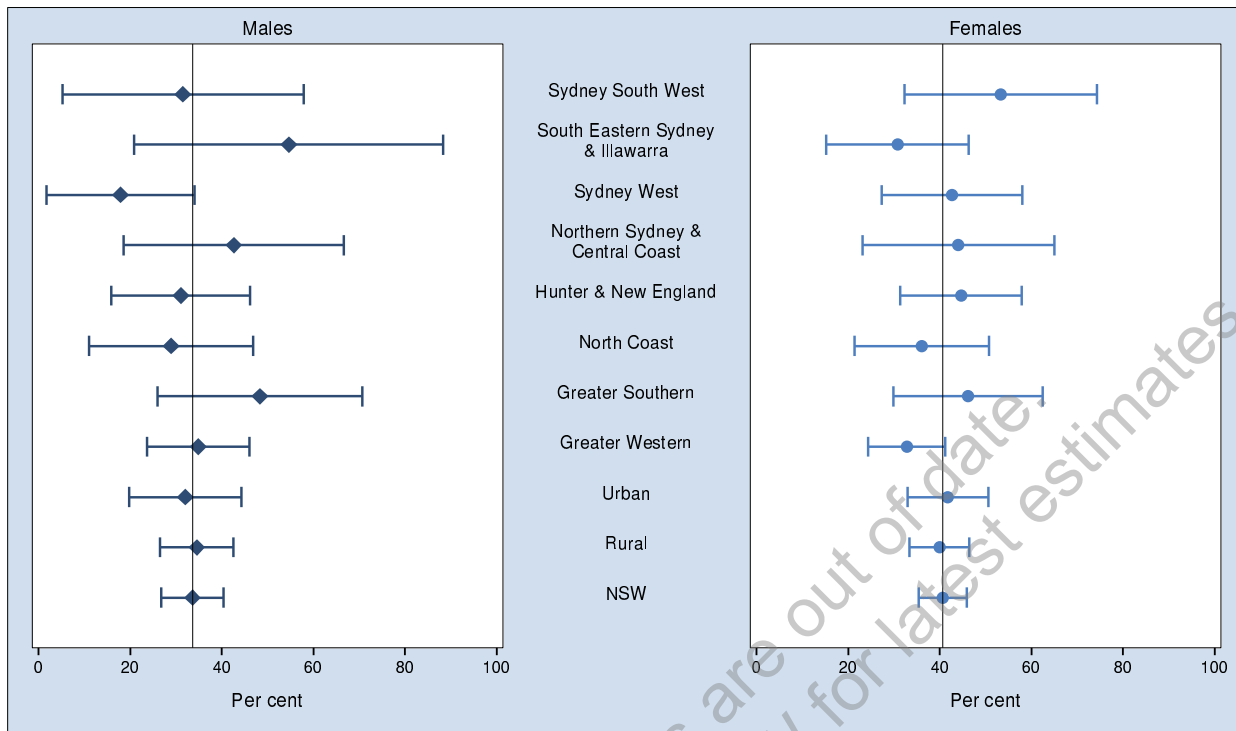 Males
Females
Sydney South West
South Eastern Sydney
& Illawarra
Sydney West
Northern Sydney &
Central Coast
Hunter & New England
North Coast
Greater Southern
Greater Western
Urban
Rural
NSW
0 20 40 60 80 100
0 20 40 60 80 100
Per cent
Per cent
are out of date.
for latest estimates